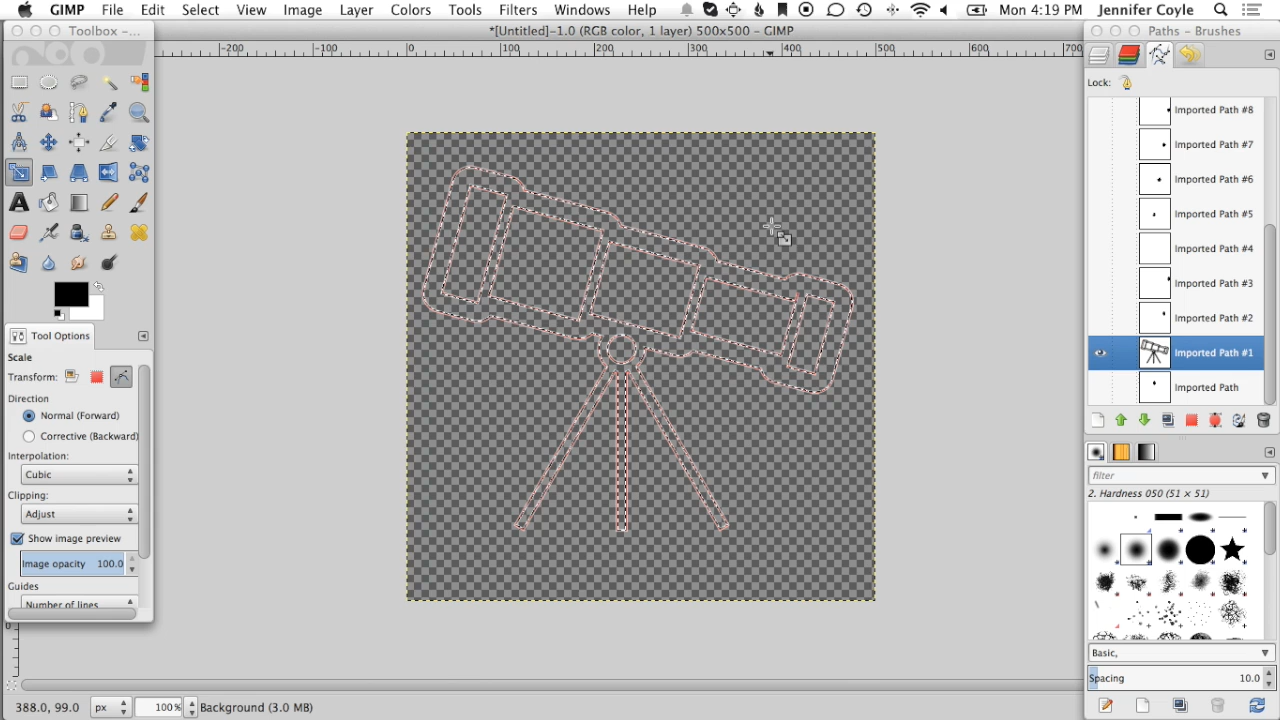 GIMP File Edit Select View Image Layer Colors Tools Filters Windows Help Mon 4:19 PM Jennifer Coyle
Toolbox –...
*[Untitled]–1.0 (RGB color, 1 layer) 500x500 – GIMP
Paths – Brushes
-200 -100 0 100 200 300 400 500 600 700
Lock:
Imported Path #8
Imported Path #7
Imported Path #6
Imported Path #5
Imported Path #4
Imported Path #3
Imported Path #2
Imported Path #1
Imported Path
Tool Options
Scale
Transform:
Direction
Normal (Forward)
Corrective (Backward)
Interpolation:
Cubic
Clipping:
Adjust
Show image preview
Image opacity 100.0
Guides
Number of lines
filter
2. Hardness 050 (51 × 51)
Basic,
Spacing 10.0
0
388.0, 99.0 px 100% Background (3.0 MB)